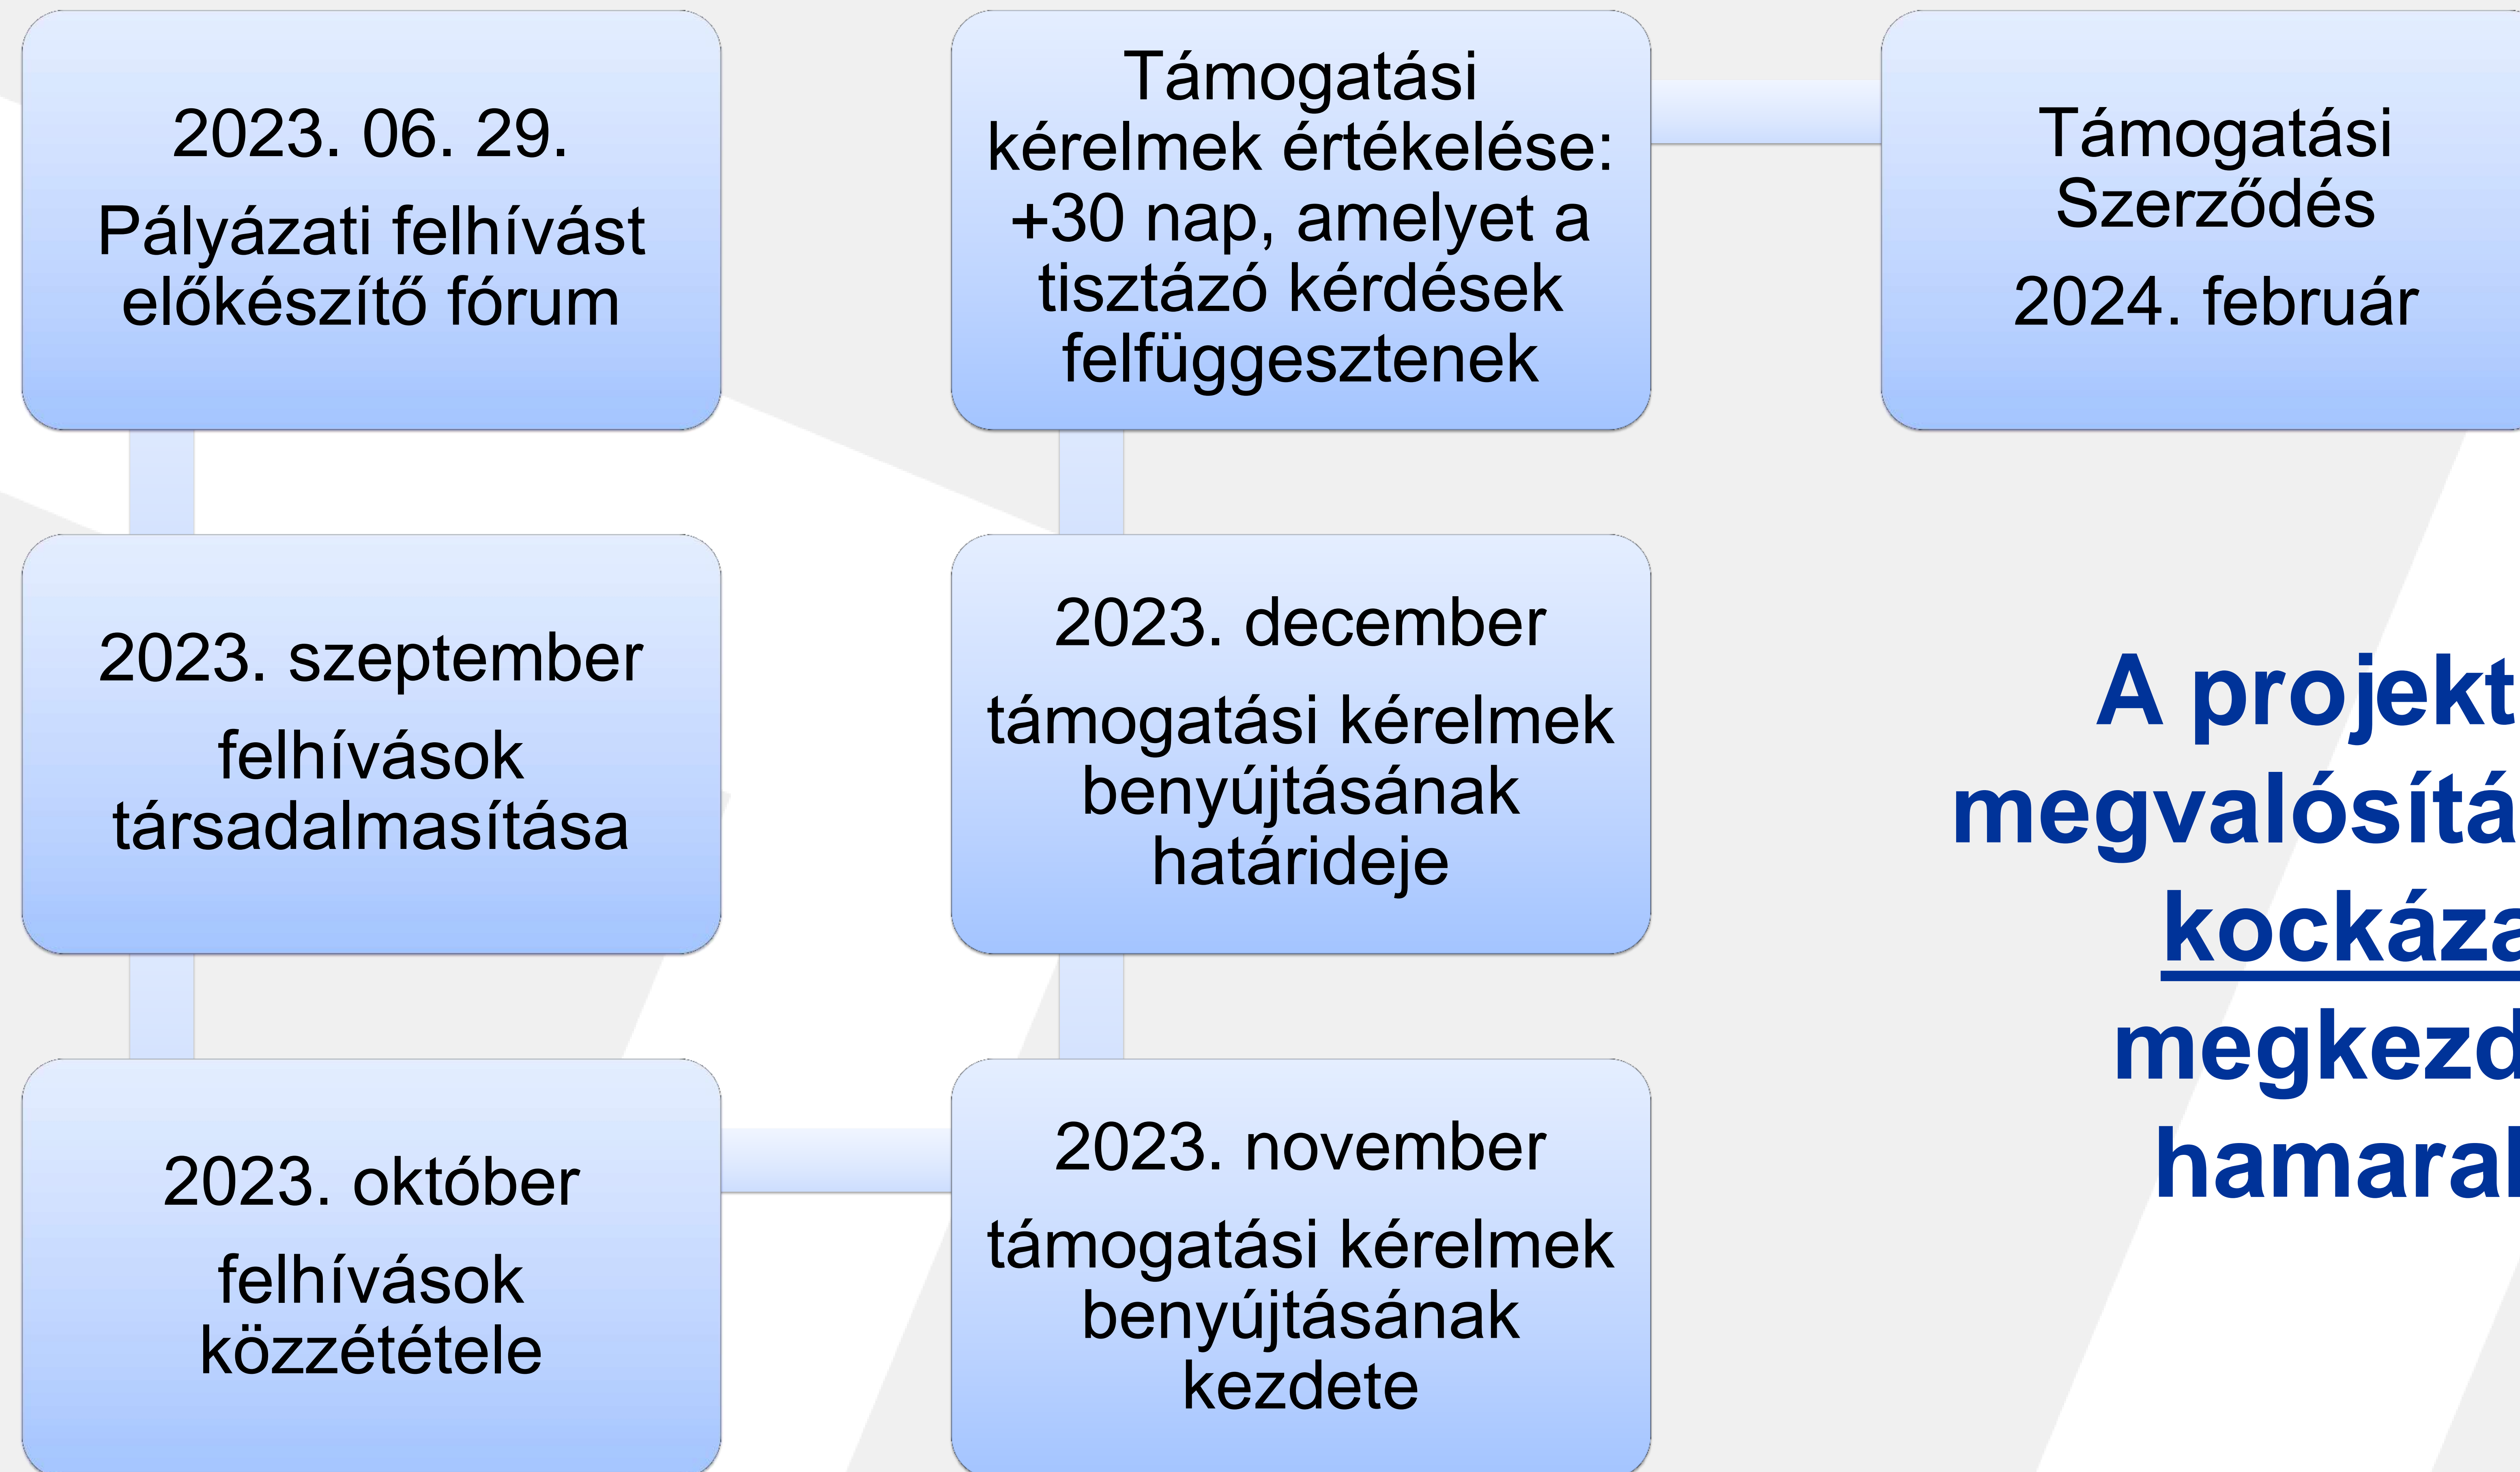 2023. 06. 29.
Pályázati felhívást
előkészítő fórum
2023. szeptember
felhívások
társadalmasítása
2023. október
felhívások
közzététele
2023. november
támogatási kérelmek
benyújtásának
kezdete
2023. december
támogatási kérelmek
benyújtásának
határideje
Támogatási
kérelmek értékelése:
+30 nap, amelyet a
tisztázó kérdések
felfüggesztenek
Támogatási
Szerződés
2024. február
A projekt